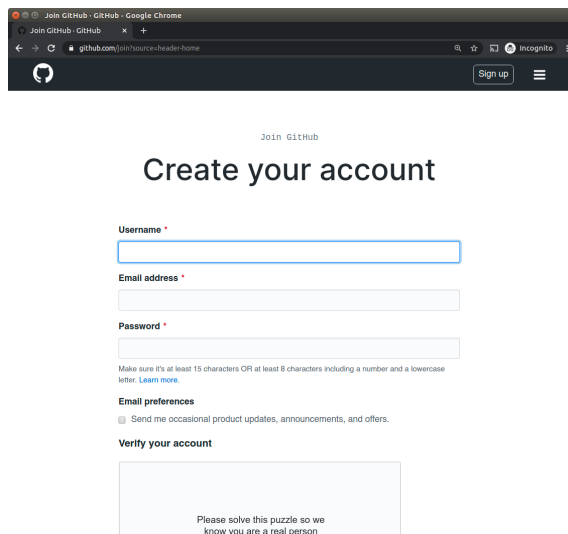 Join GitHub · GitHub - Google Chrome
Join GitHub · GitHub × +
github.com/join?source=header-home Incognito
Sign up
Join GitHub
Create your account
Username *
Email address *
Password *
Make sure it's at least 15 characters OR at least 8 characters including a number and a lowercase
letter. Learn more.
Email preferences
Send me occasional product updates, announcements, and offers.
Verify your account
Please solve this puzzle so we
know you are a real person